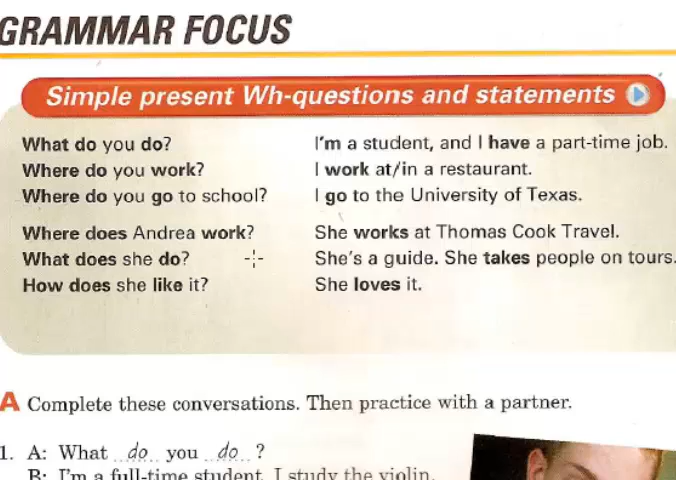 GRAMMAR FOCUS
Simple present Wh-questions and statements
What do you do? I'm a student, and I have a part-time job.
Where do you work? I work at/in a restaurant.
Where do you go to school? I go to the University of Texas.
Where does Andrea work? She works at Thomas Cook Travel.
What does she do? She's a guide. She takes people on tours.
How does she like it? She loves it.
A Complete these conversations. Then practice with a partner.
1. A: What do you do ?
B: I'm a full-time student. I study the violin.